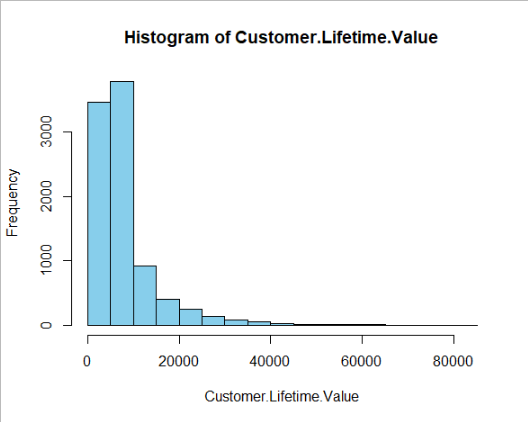 Histogram of Customer.Lifetime.Value
Frequency
3000
2000
1000
0
0 20000 40000 60000 80000
Customer.Lifetime.Value